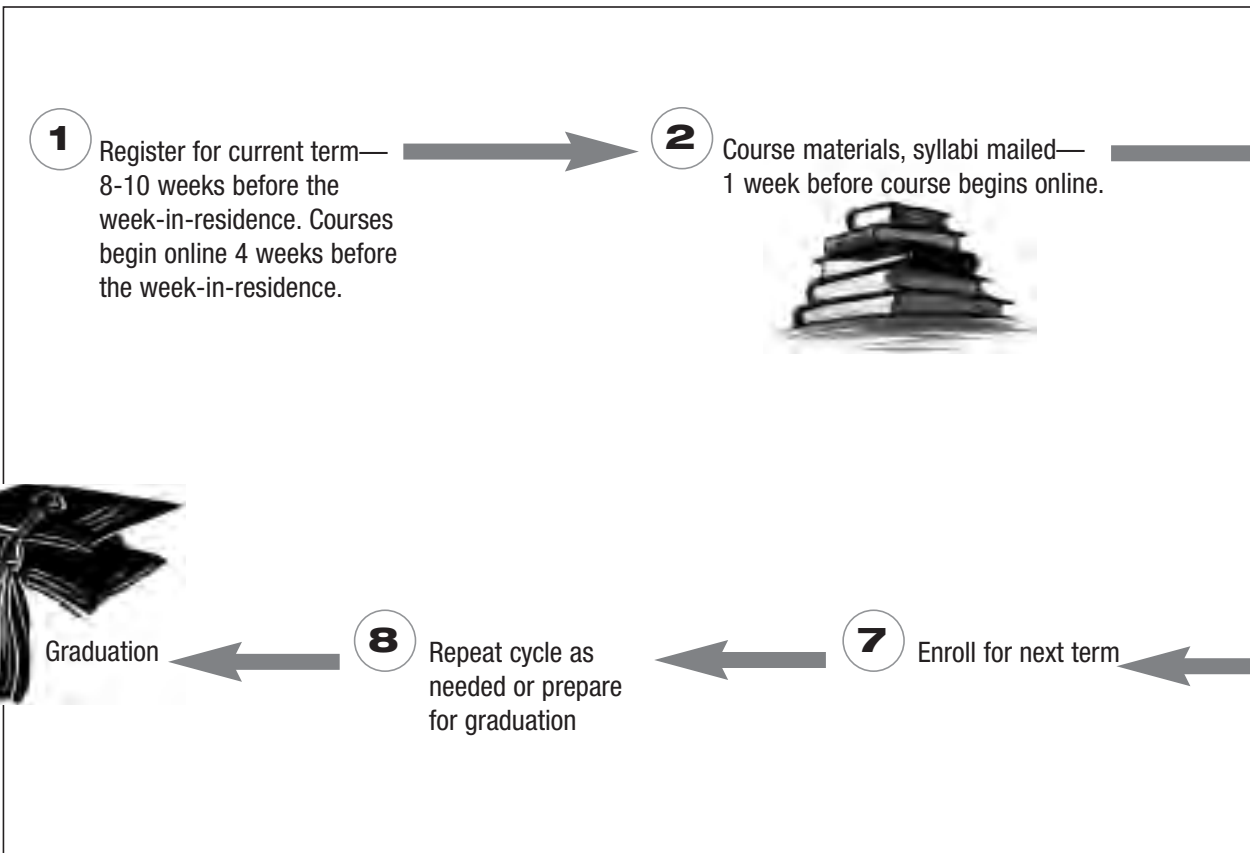 1
Register for current term—
8-10 weeks before the
week-in-residence. Courses
begin online 4 weeks before
the week-in-residence.
2
Course materials, syllabi mailed—
1 week before course begins online.
Graduation
8
Repeat cycle as
needed or prepare
for graduation
7
Enroll for next term